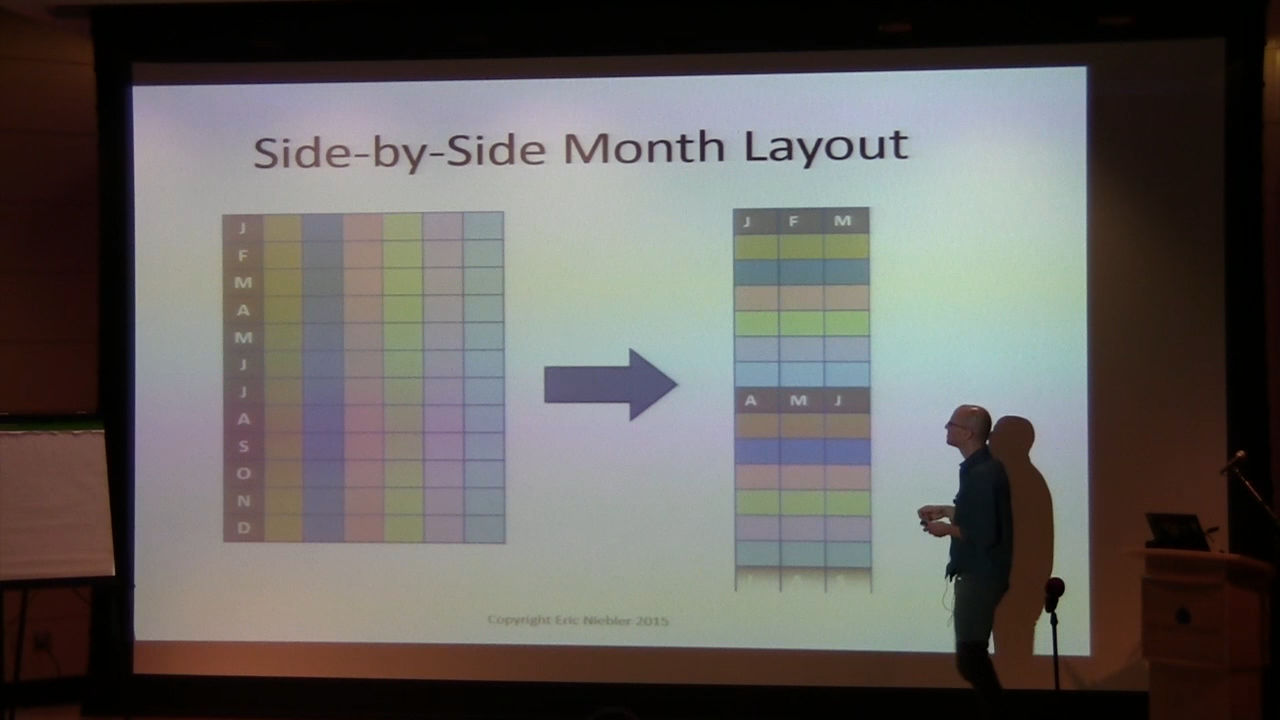 Side-by-Side Month Layout
J
F
M
A
M
J
J
A
S
O
N
D
J F M
A M J
Copyright Eric Niebler 2015